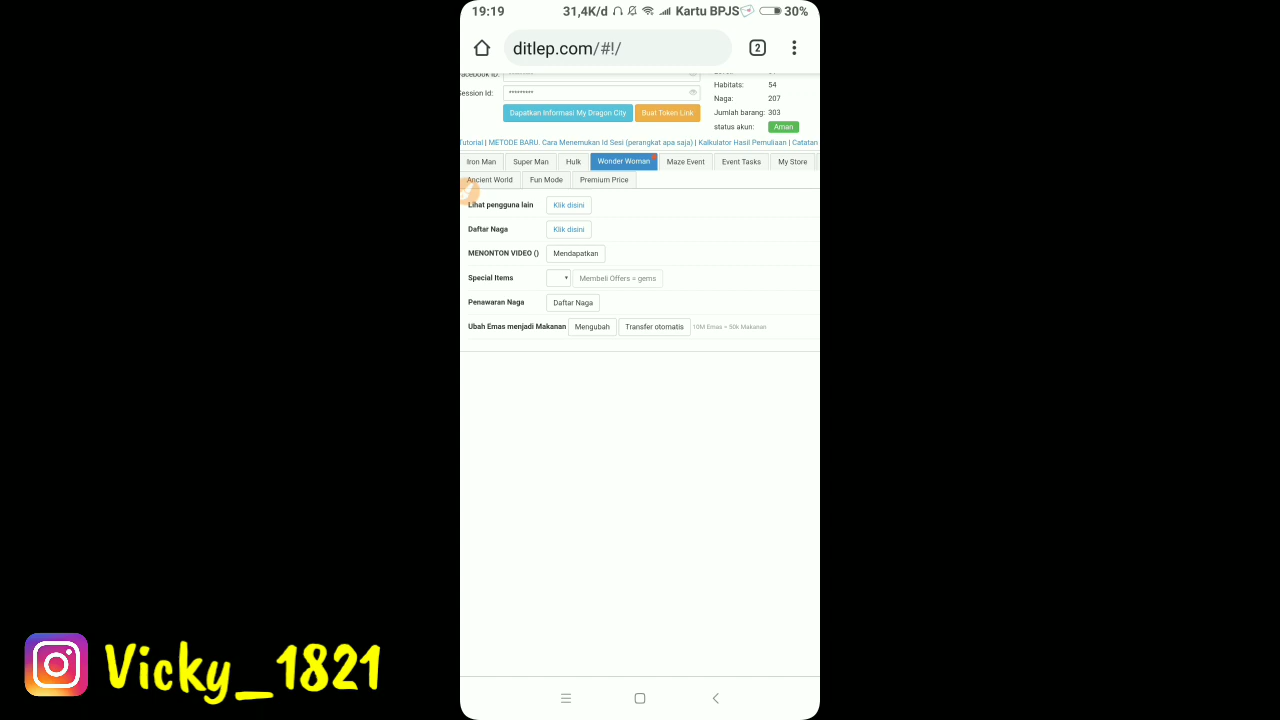 19:19 31,4K/d Kartu BPJS 30%
ditlep.com/#!/ 2
Facebook ID:
Session Id: *********
Habitats: 54
Naga: 207
Dapatkan Informasi My Dragon City Buat Token Link
Jumlah barang: 303
status akun: Aman
Tutorial | METODE BARU. Cara Menemukan Id Sesi (perangkat apa saja) | Kalkulator Hasil Pemuliaan | Catatan
Iron Man Super Man Hulk Wonder Woman Maze Event Event Tasks My Store
Ancient World Fun Mode Premium Price
Lihat pengguna lain Klik disini
Daftar Naga Klik disini
MENONTON VIDEO () Mendapatkan
Special Items Membeli Offers = gems
Penawaran Naga Daftar Naga
Ubah Emas menjadi Makanan Mengubah Transfer otomatis 10M Emas = 50k Makanan
Vicky_1821